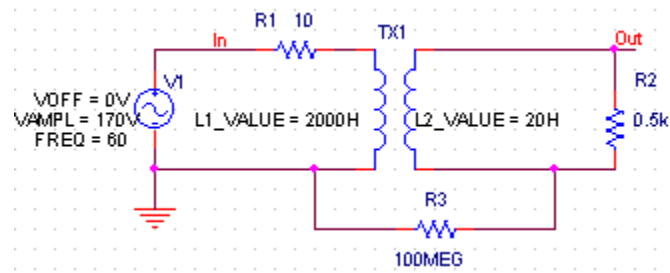 R1 10
TX1
In
Out
V1
R2
VOFF = 0V
VAMPL = 170V
FREQ = 60
L1_VALUE = 2000H
L2_VALUE = 20H
0.5k
R3
100MEG